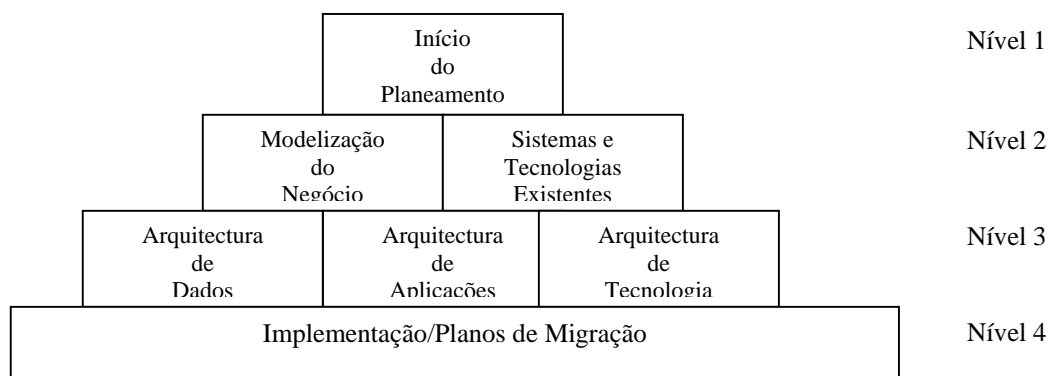 Início
do
Planeamento
Nível 1
Modelização
do
Negócio
Sistemas e
Tecnologias
Existentes
Nível 2
Arquitectura
de
Dados
Arquitectura
de
Aplicações
Arquitectura
de
Tecnologia
Nível 3
Implementação/Planos de Migração
Nível 4